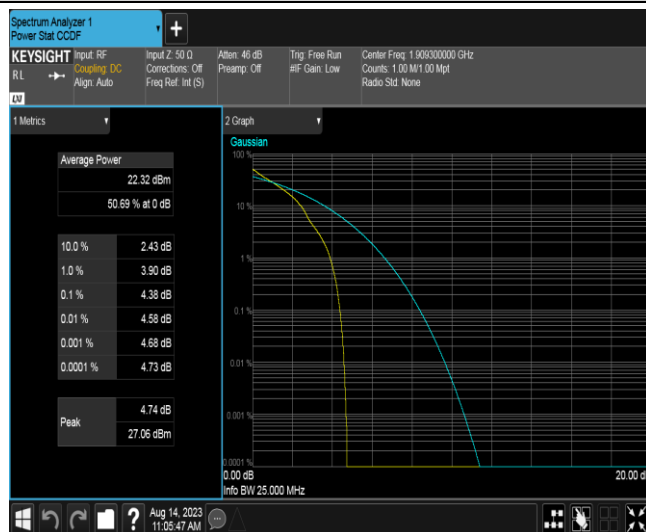 Spectrum Analyzer 1
Power Stat CCDF
+
KEYSIGHT
RL
LXI
Input: RF
Coupling: DC
Align: Auto
Input Z: 50 Ω
Corrections: Off
Freq Ref: Int (S)
Atten: 46 dB
Preamp: Off
Trig: Free Run
#IF Gain: Low
Center Freq: 1.909300000 GHz
Counts: 1.00 M/1.00 Mpt
Radio Std: None
1 Metrics
Average Power
22.32 dBm
50.69 % at 0 dB
10.0 % 2.43 dB
1.0 % 3.90 dB
0.1 % 4.38 dB
0.01 % 4.58 dB
0.001 % 4.68 dB
0.0001 % 4.73 dB
Peak
4.74 dB
27.06 dBm
2 Graph
Gaussian
100 %
10 %
1 %
0.1 %
0.01 %
0.001 %
0.0001 %
0.00 dB
20.00 d
Info BW 25.000 MHz
?
Aug 14, 2023
11:05:47 AM